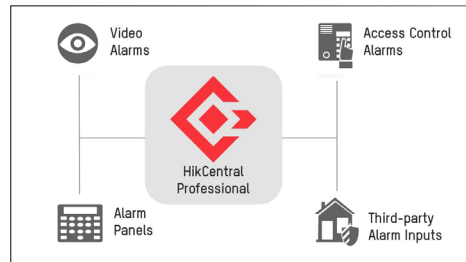 Video
Alarms
Access Control
Alarms
HikCentral
Professional
Alarm
Panels
Third-party
Alarm Inputs